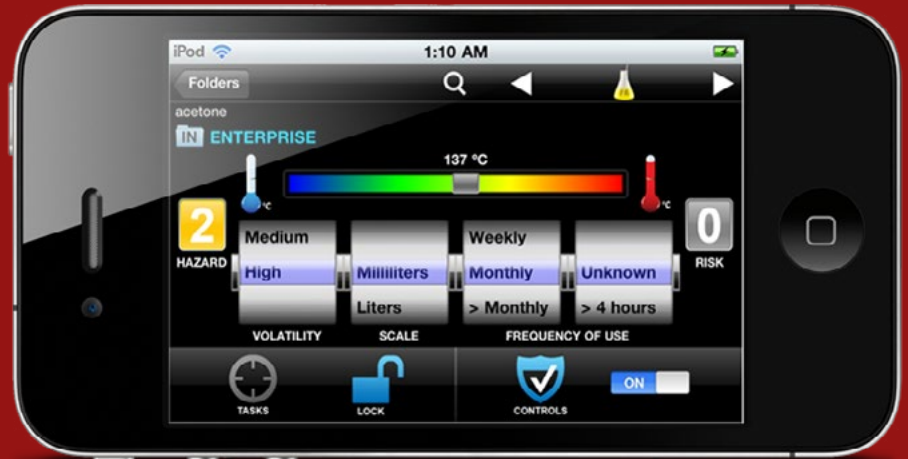 iPod 1:10 AM
Folders
acetone
IN ENTERPRISE
137 °C
°C °C
2 0
HAZARD RISK
Medium Weekly
High Milliliters Monthly Unknown
Liters > Monthly > 4 hours
VOLATILITY SCALE FREQUENCY OF USE
ON
TASKS LOCK CONTROLS